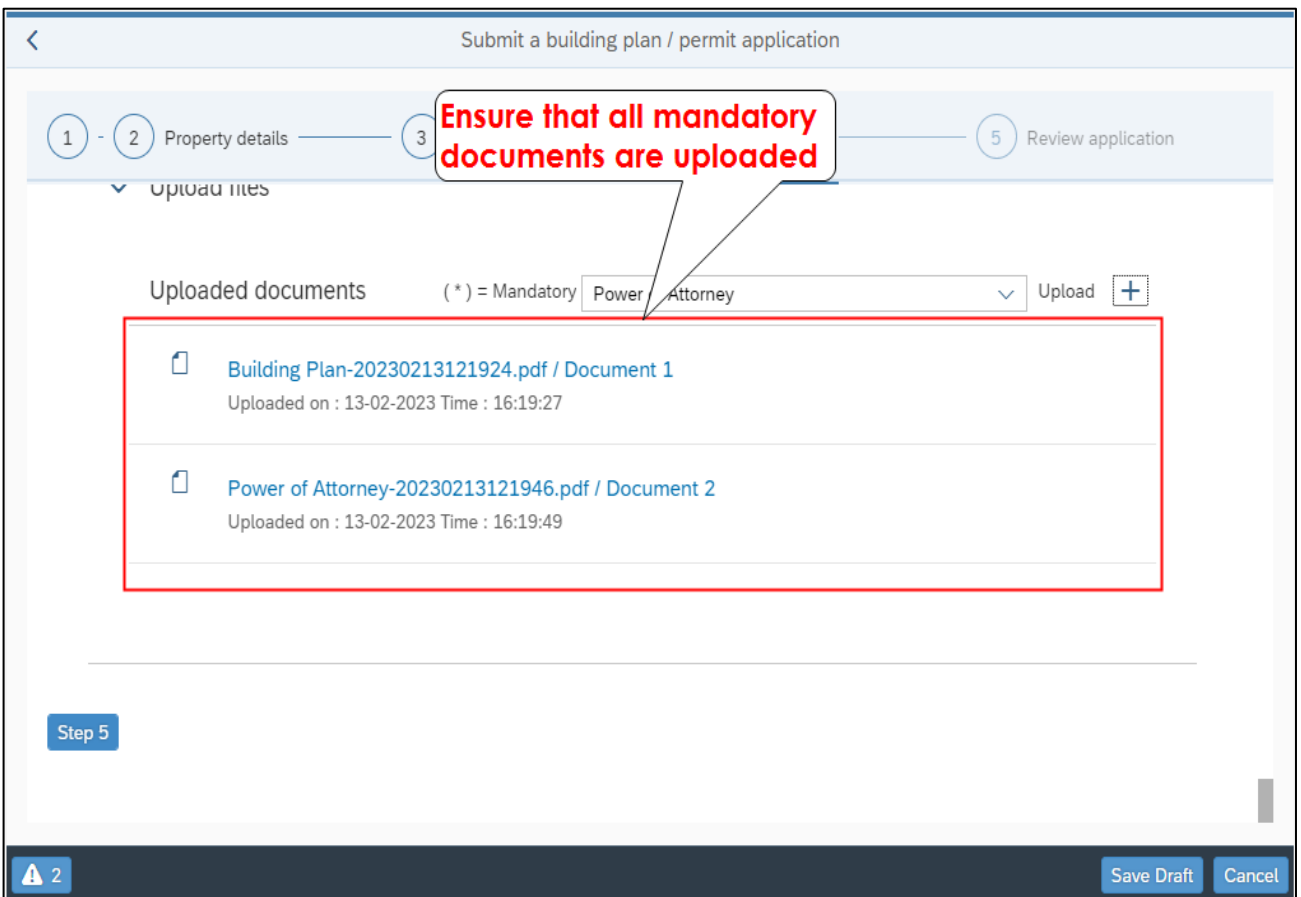 Submit a building plan / permit application
Ensure that all mandatory
documents are uploaded
1 - 2 Property details 3 5 Review application
Upload files
Uploaded documents ( * ) = Mandatory Power Attorney Upload +
Building Plan-20230213121924.pdf / Document 1
Uploaded on : 13-02-2023 Time : 16:19:27
Power of Attorney-20230213121946.pdf / Document 2
Uploaded on : 13-02-2023 Time : 16:19:49
Step 5
2 Save Draft Cancel